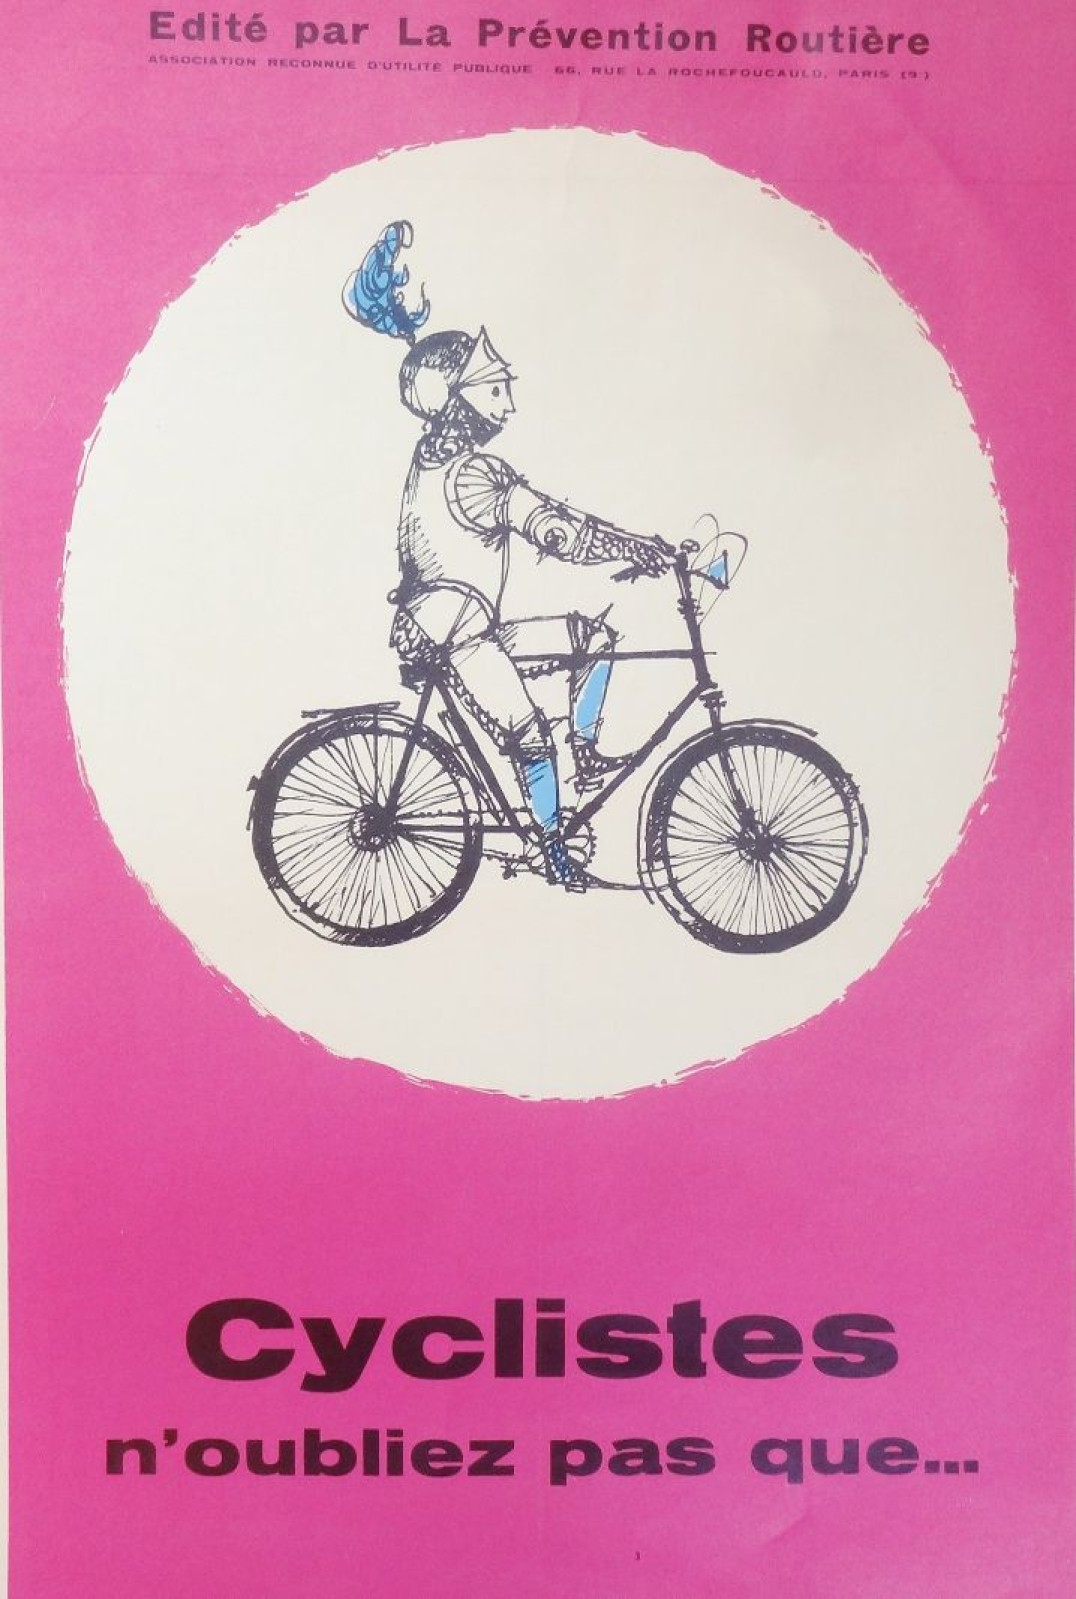 Edité par La Prévention Routière
ASSOCIATION RECONNUE D'UTILITÉ PUBLIQUE 66, RUE LA ROCHEFOUCAULD, PARIS (9e)
Cyclistes
n'oubliez pas que...
1